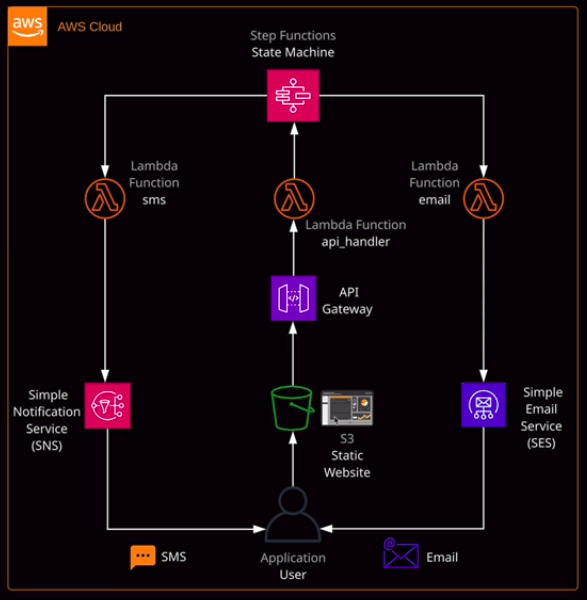 aws
AWS Cloud
Step Functions
State Machine
Lambda
Function
sms
Lambda
Function
email
Lambda Function
api_handler
API
Gateway
Simple
Notification
Service
(SNS)
S3
Static
Website
Simple
Email
Service
(SES)
SMS
Application
User
@
Email